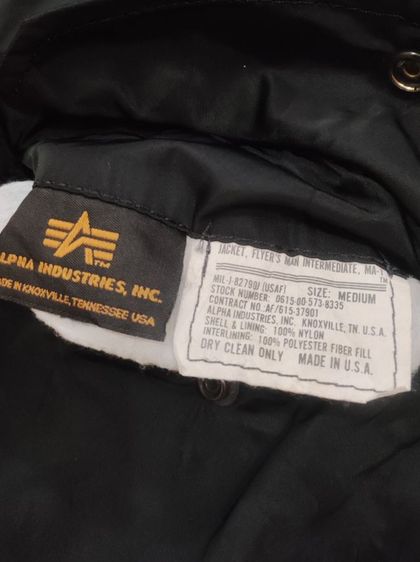 ALPHA INDUSTRIES, INC.
MADE IN KNOXVILLE, TENNESSEE USA
TM
JACKET, FLYER'S MAN INTERMEDIATE, MA-1
MIL-J-8279DI (USAF) SIZE: MEDIUM
STOCK NUMBER: 0615-00-573-8335
CONTRACT NO. AF/615-37901
ALPHA INDUSTRIES, INC. KNOXVILLE, TN. U.S.A.
SHELL & LINING: 100% NYLON
INTERLINING: 100% POLYESTER FIBER FILL
DRY CLEAN ONLY MADE IN U.S.A.